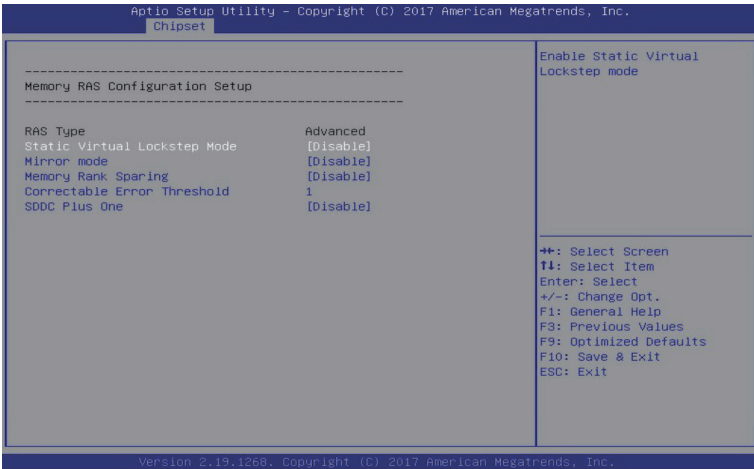 Aptio Setup Utility – Copyright (C) 2017 American Megatrends, Inc.
Chipset
------------------------------------------------
Memory RAS Configuration Setup
------------------------------------------------
RAS Type Advanced
Static Virtual Lockstep Mode [Disable]
Mirror mode [Disable]
Memory Rank Sparing [Disable]
Correctable Error Threshold 1
SDDC Plus One [Disable]
Enable Static Virtual
Lockstep mode
→←: Select Screen
↑↓: Select Item
Enter: Select
+/-: Change Opt.
F1: General Help
F3: Previous Values
F9: Optimized Defaults
F10: Save & Exit
ESC: Exit
Version 2.19.1268. Copyright (C) 2017 American Megatrends, Inc.